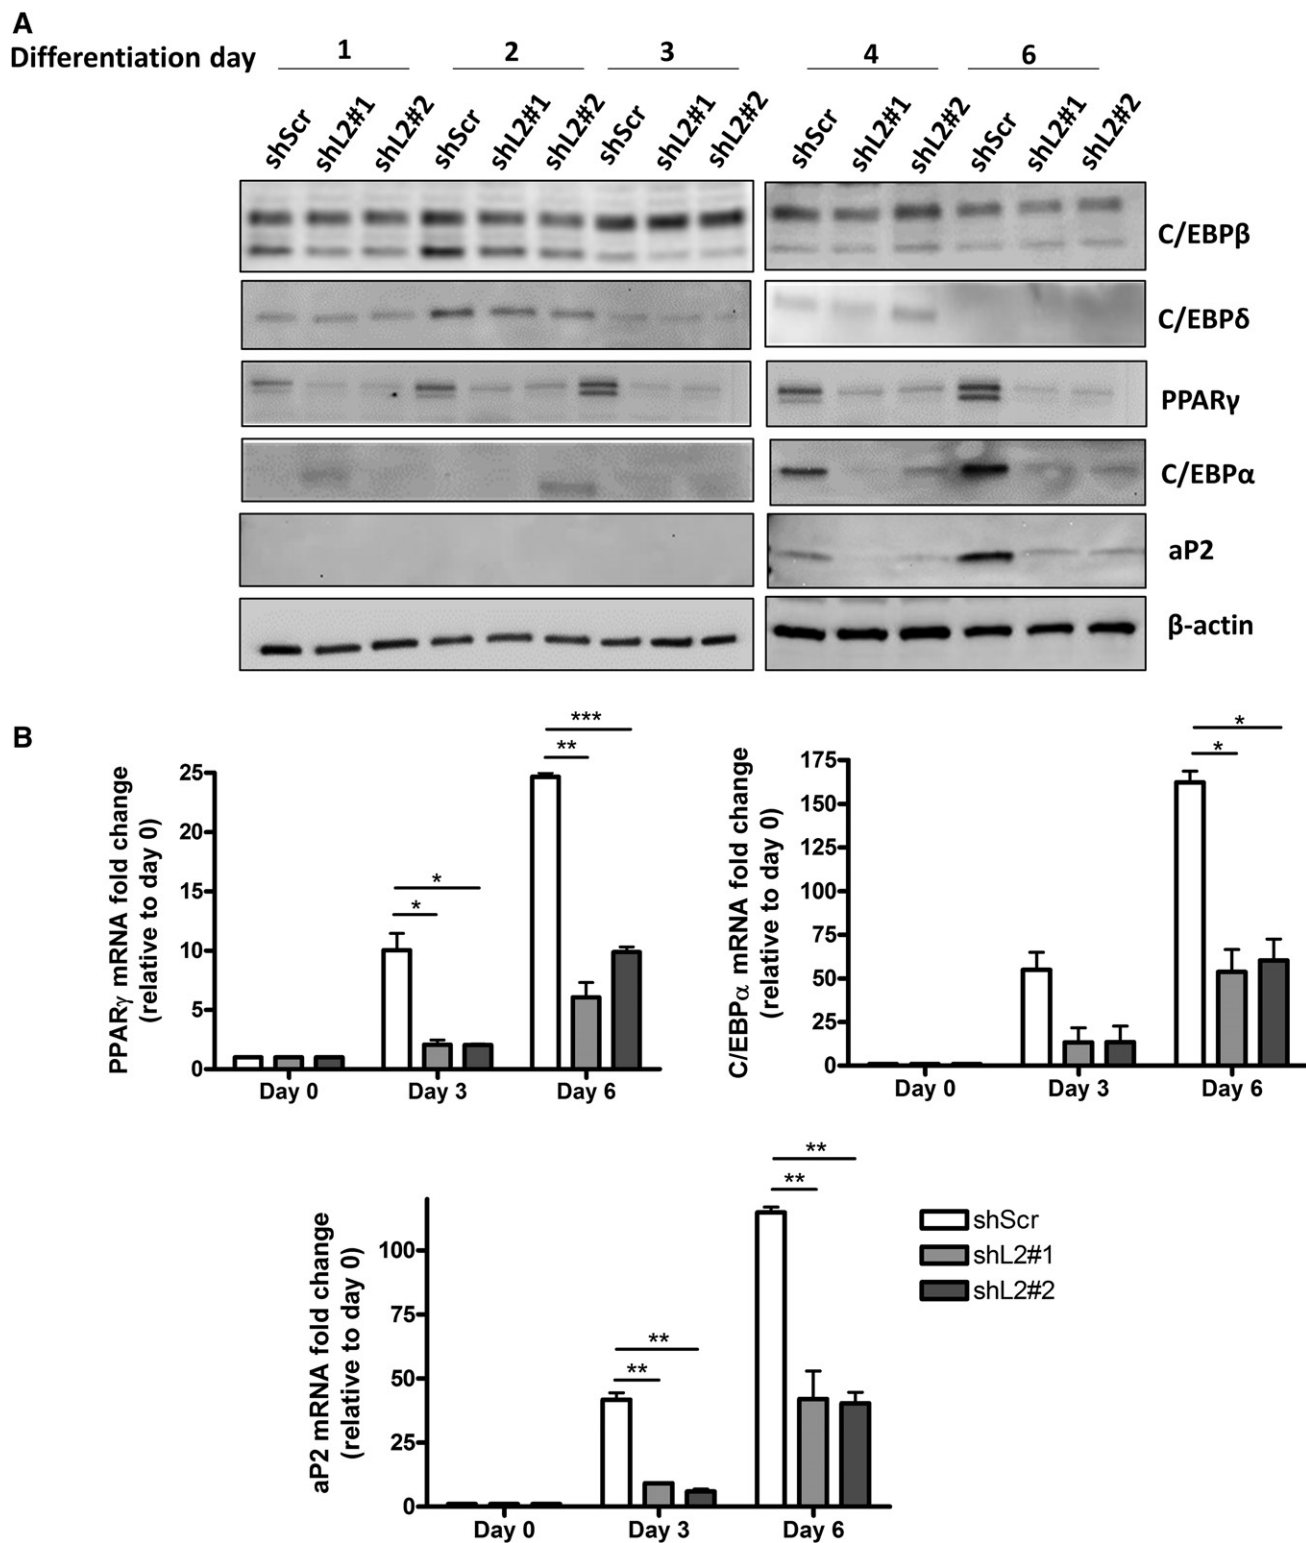 A
Differentiation day 1 2 3 4 6
shScr shL2#1 shL2#2 shScr shL2#1 shL2#2 shScr shL2#1 shL2#2 shScr shL2#1 shL2#2 shScr shL2#1 shL2#2
C/EBPβ
C/EBPδ
PPARγ
C/EBPα
aP2
β-actin
B
PPARγ mRNA fold change
(relative to day 0)
25
20
15
10
5
0
* *
** ***
Day 0 Day 3 Day 6
C/EBPα mRNA fold change
(relative to day 0)
175
150
125
100
75
50
25
0
* *
Day 0 Day 3 Day 6
aP2 mRNA fold change
(relative to day 0)
100
75
50
25
0
** **
** **
Day 0 Day 3 Day 6
shScr
shL2#1
shL2#2